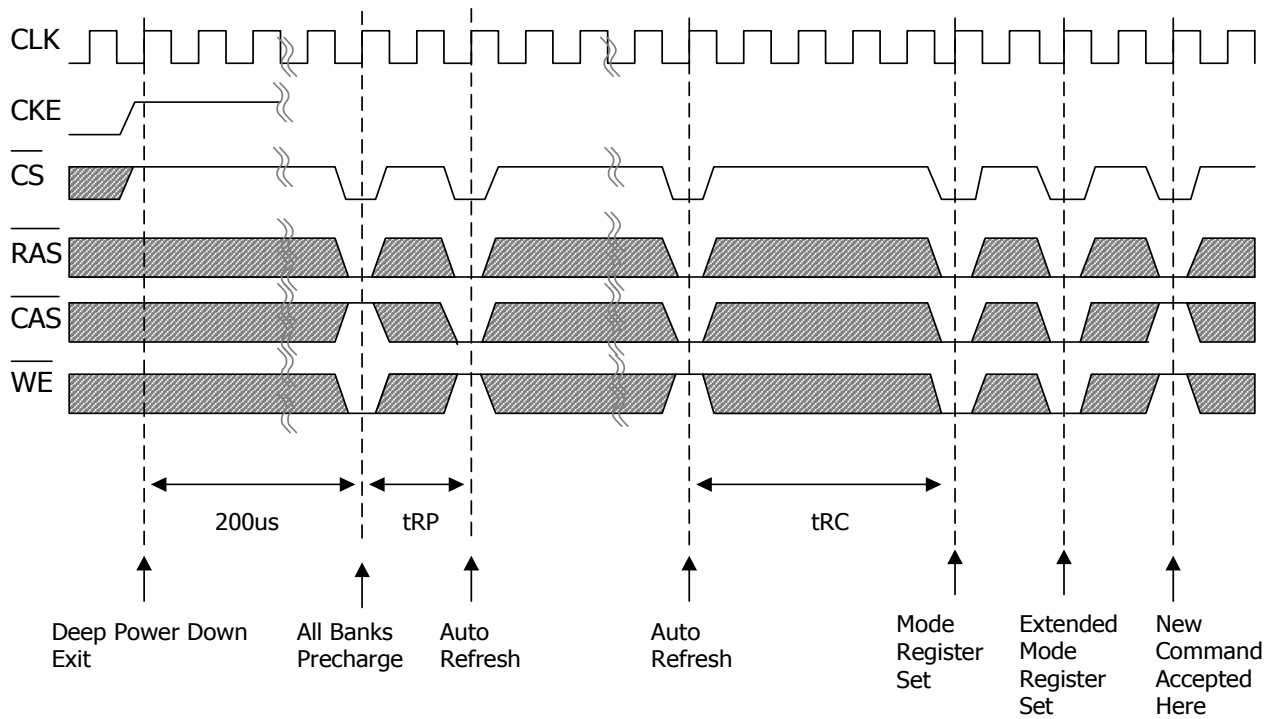 CLK
CKE
CS
RAS
CAS
WE
200us
tRP
tRC
Deep Power Down
Exit
All Banks
Precharge
Auto
Refresh
Auto
Refresh
Mode
Register
Set
Extended
Mode
Register
Set
New
Command
Accepted
Here